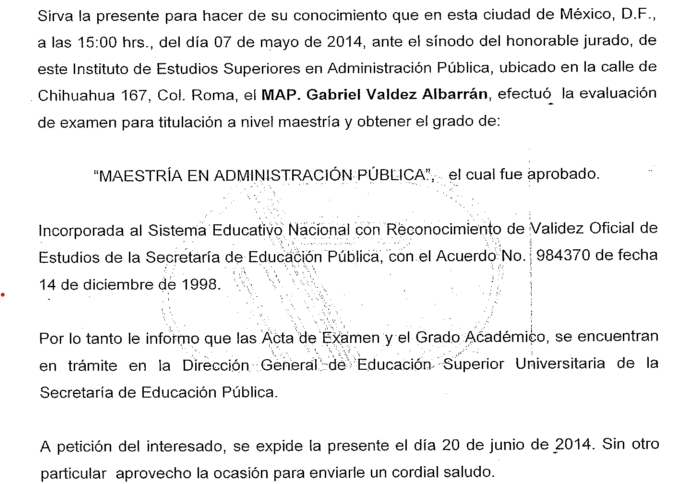 Sirva la presente para hacer de su conocimiento que en esta ciudad de México, D.F.,
a las 15:00 hrs., del día 07 de mayo de 2014, ante el sínodo del honorable jurado, de
este Instituto de Estudios Superiores en Administración Pública, ubicado en la calle de
Chihuahua 167, Col. Roma, el MAP. Gabriel Valdez Albarrán, efectuó la evaluación
de examen para titulación a nivel maestría y obtener el grado de:
"MAESTRÍA EN ADMINISTRACIÓN PÚBLICA", el cual fue aprobado.
Incorporada al Sistema Educativo Nacional con Reconocimiento de Validez Oficial de
Estudios de la Secretaría de Educación Pública, con el Acuerdo No. 984370 de fecha
14 de diciembre de 1998.
Por lo tanto le informo que las Acta de Examen y el Grado Académico, se encuentran
en trámite en la Dirección General de Educación Superior Universitaria de la
Secretaría de Educación Pública.
A petición del interesado, se expide la presente el día 20 de junio de 2014. Sin otro
particular aprovecho la ocasión para enviarle un cordial saludo.